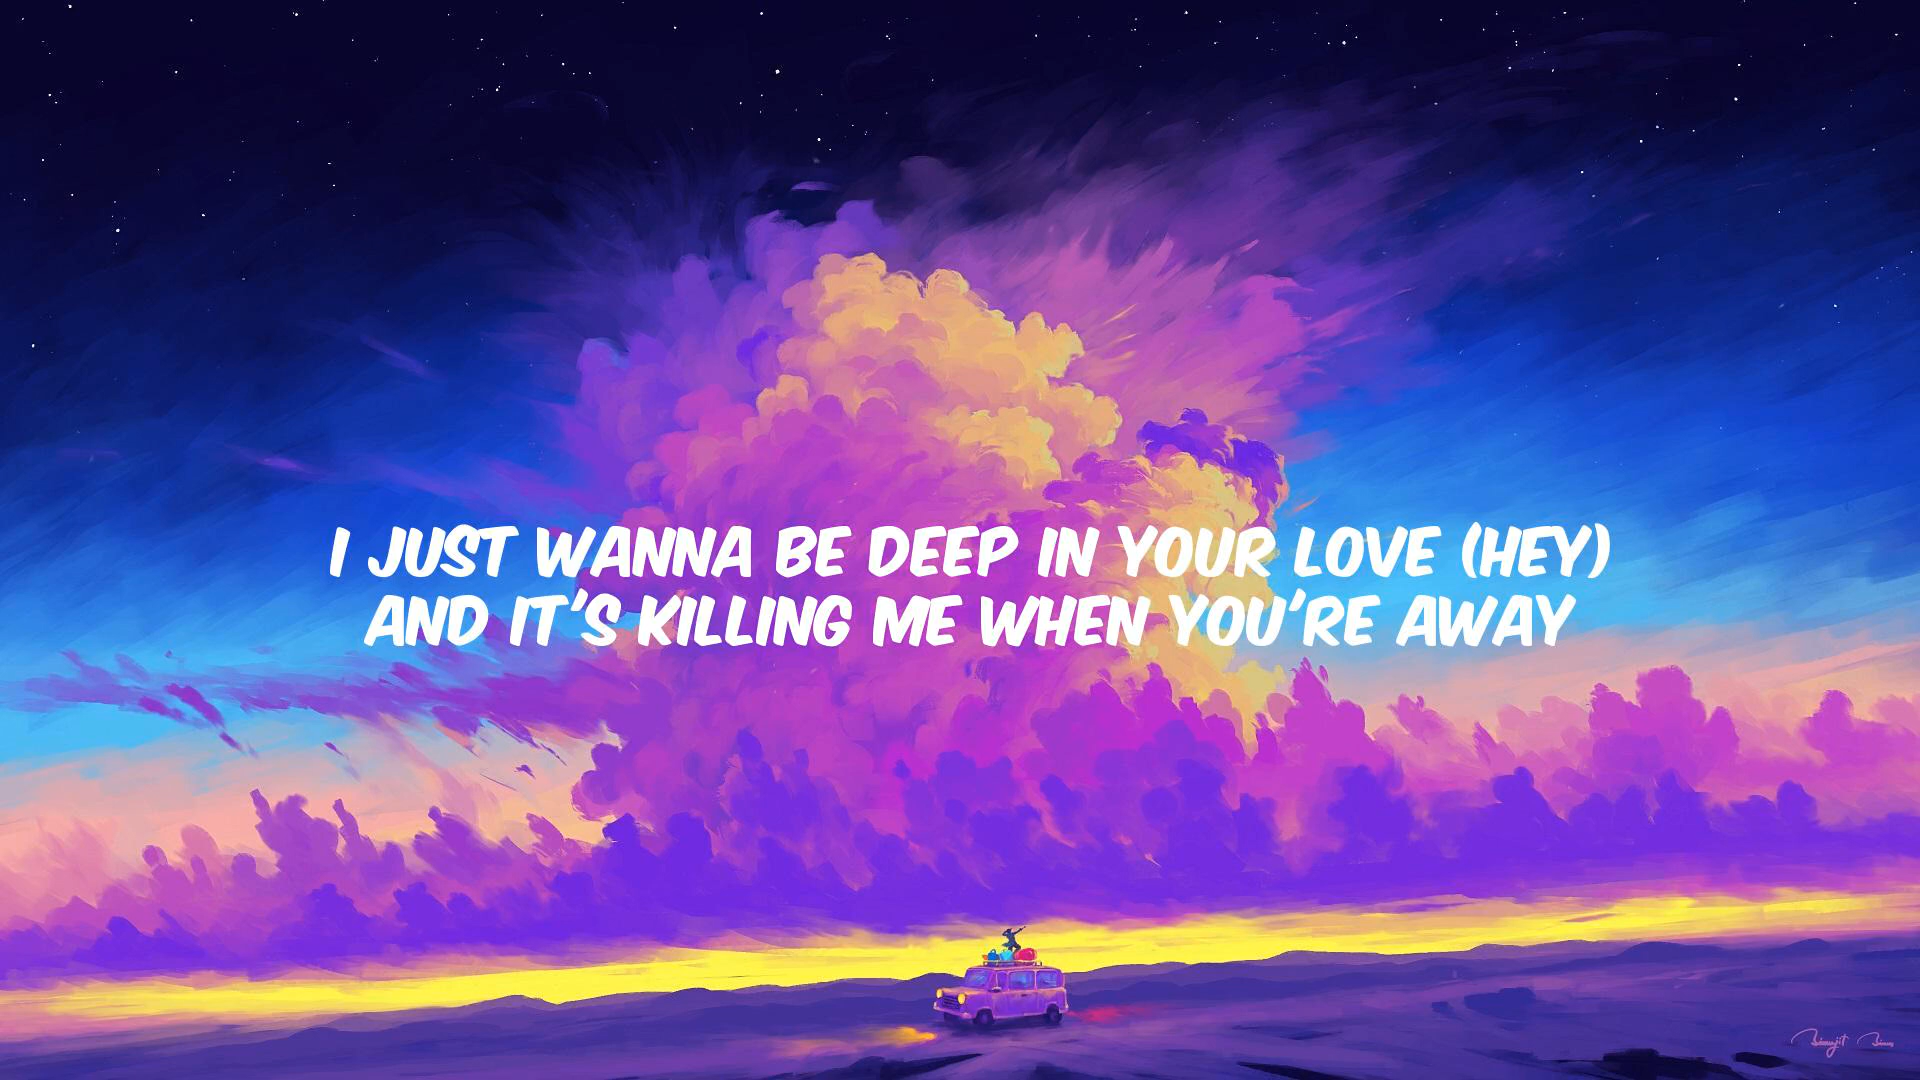 I JUST WANNA BE DEEP IN YOUR LOVE (HEY)
AND IT'S KILLING ME WHEN YOU'RE AWAY